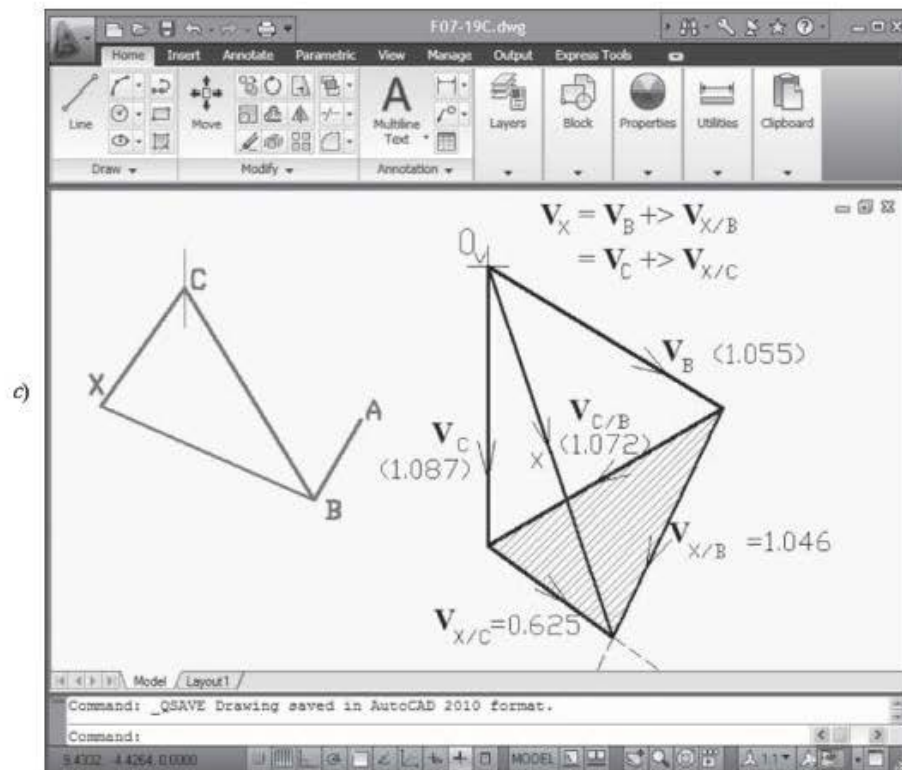 F07-19C.dwg
Home Insert Annotate Parametric View Manage Output Express Tools
Line
Move
A
Multiline
Text
Layers
Block
Properties
Utilities
Clipboard
Draw
Modify
Annotation
V_X = V_B +> V_X/B
= V_C +> V_X/C
O_v
C
X
A
B
c)
V_B (1.055)
V_C
(1.087)
V_C/B
(1.072)
X
V_X/B =1.046
V_X/C=0.625
Model Layout1
Command: _QSAVE Drawing saved in AutoCAD 2010 format.
Command:
MODEL
1:1